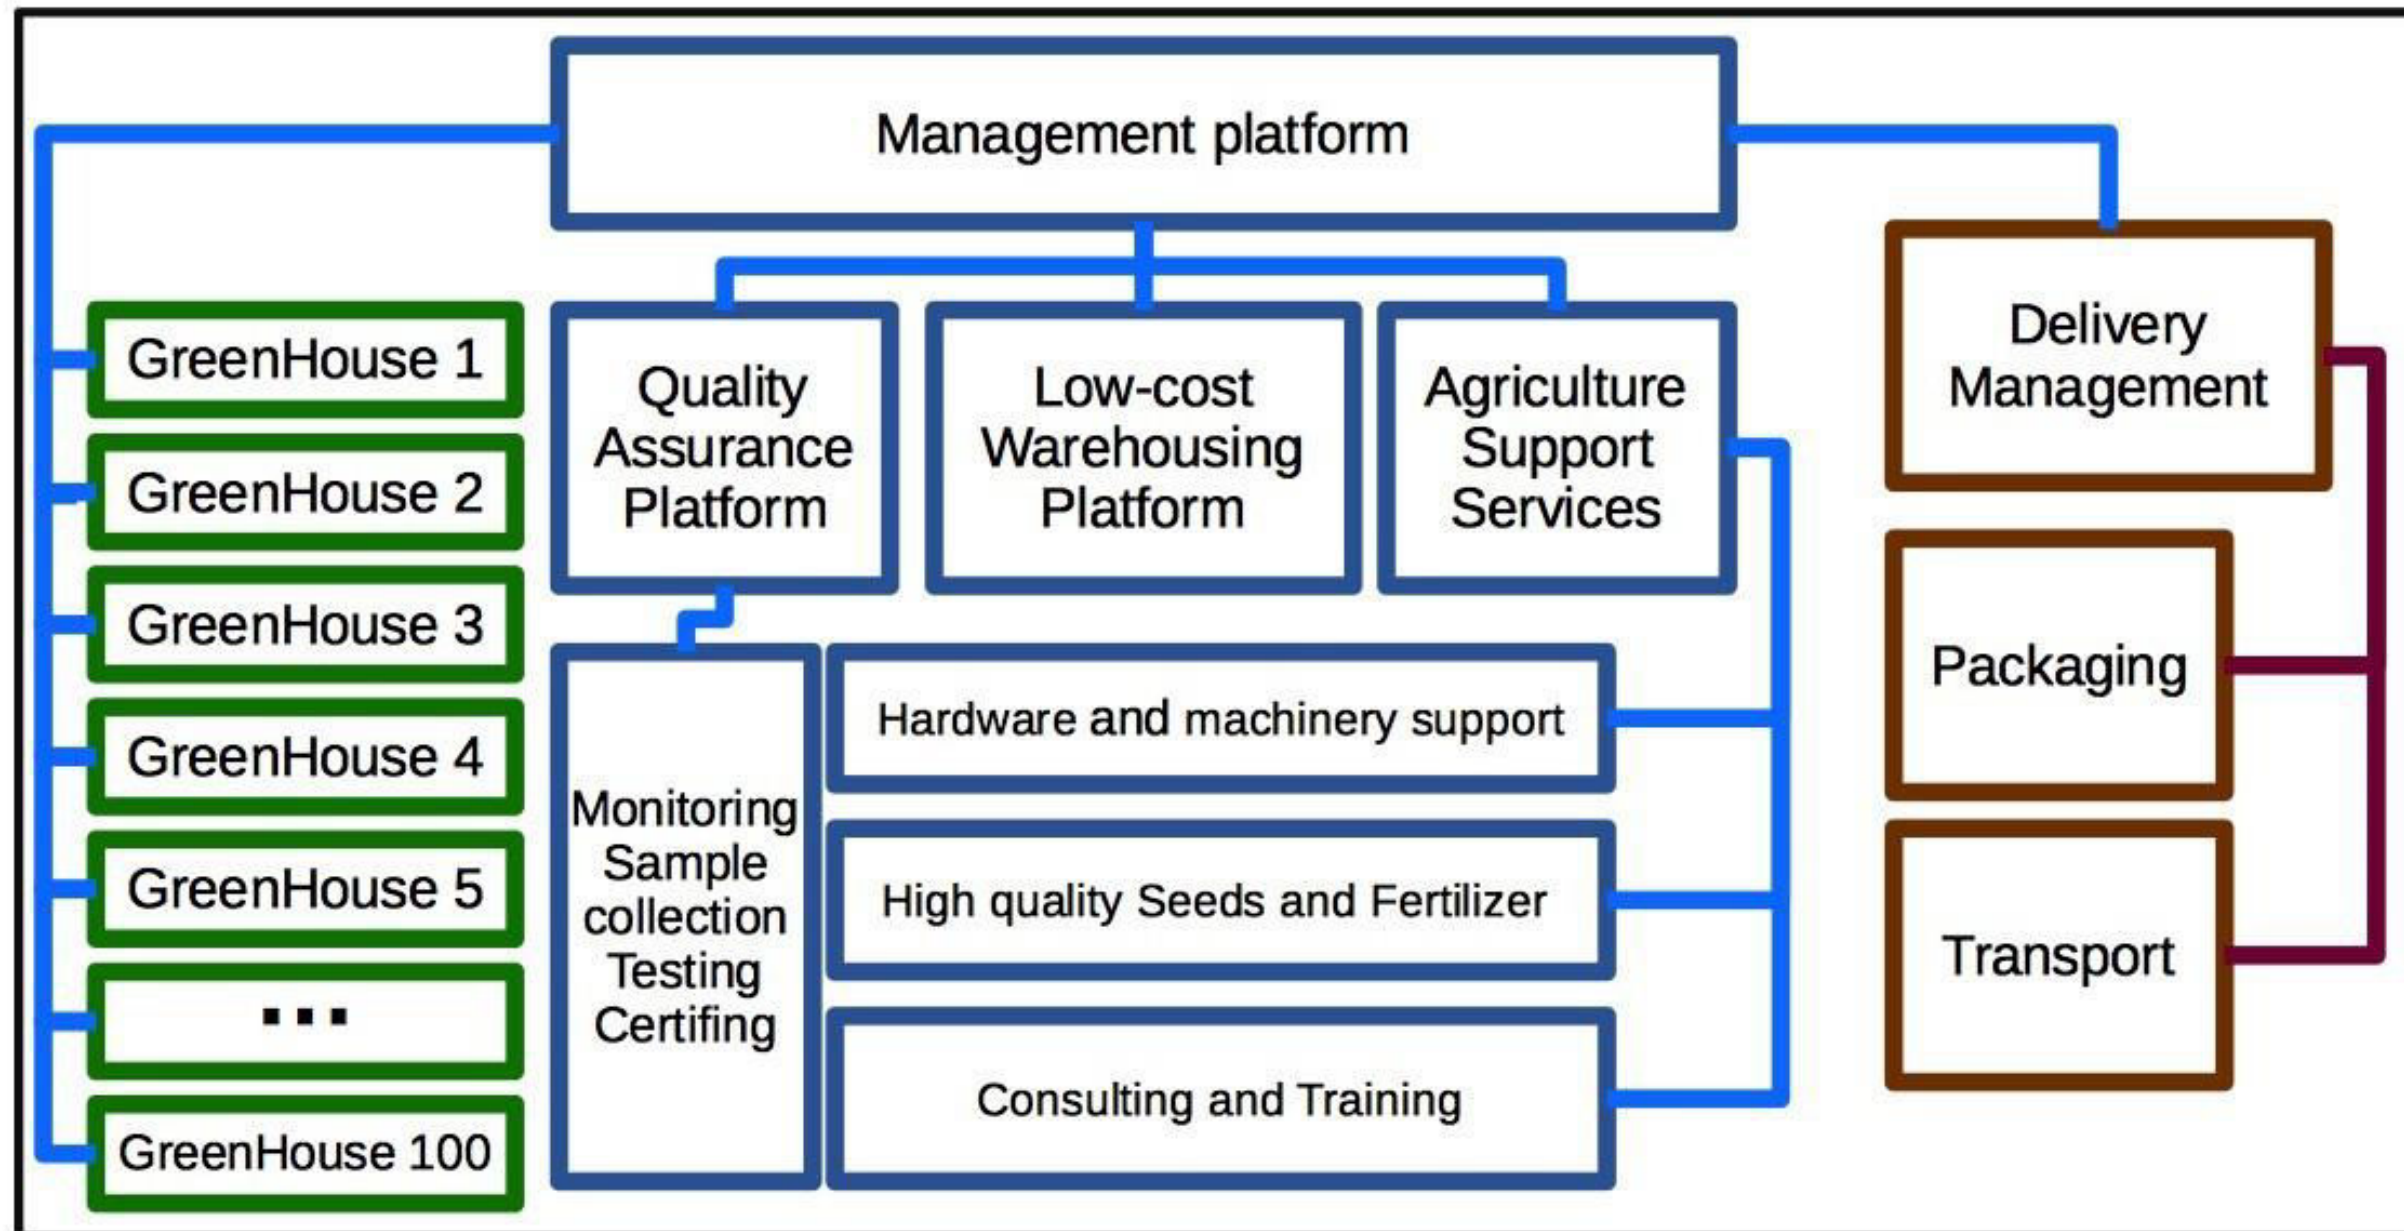 Management platform
GreenHouse 1
GreenHouse 2
GreenHouse 3
GreenHouse 4
GreenHouse 5
...
GreenHouse 100
Quality
Assurance
Platform
Low-cost
Warehousing
Platform
Agriculture
Support
Services
Monitoring
Sample
collection
Testing
Certifing
Hardware and machinery support
High quality Seeds and Fertilizer
Consulting and Training
Delivery
Management
Packaging
Transport